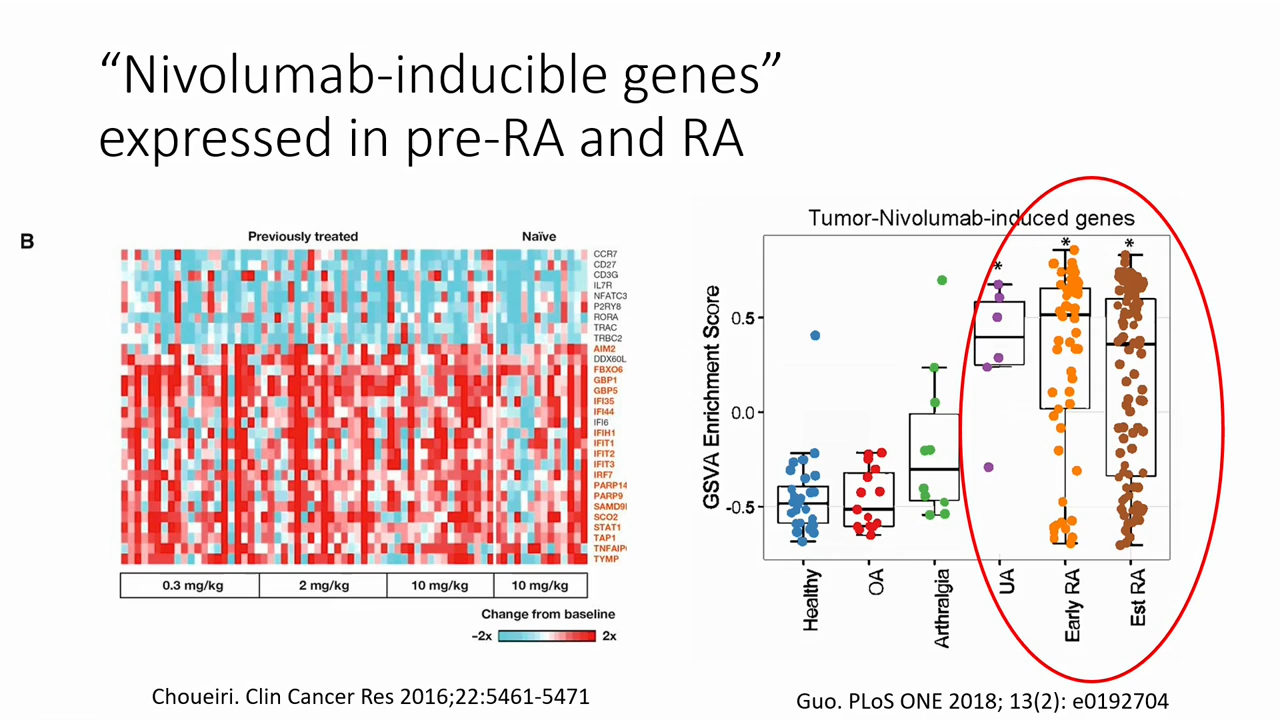 “Nivolumab-inducible genes”
expressed in pre-RA and RA
B
Previously treated
Naïve
CCR7
CD27
CD3G
IL7R
NFATC3
P2RY8
RORA
TRAC
TRBC2
AIM2
DDX60L
FBXO6
GBP1
GBP5
IFI35
IFI44
IFI6
IFIH1
IFIT1
IFIT2
IFIT3
IRF7
PARP14
PARP9
SAMD9
SCO2
STAT1
TAP1
TNFAIP
TYMP
0.3 mg/kg
2 mg/kg
10 mg/kg
10 mg/kg
Change from baseline
−2x
2x
Choueiri. Clin Cancer Res 2016;22:5461-5471
Tumor-Nivolumab-induced genes
GSVA Enrichment Score
0.5
0.0
-0.5
*
*
*
Healthy
OA
Arthralgia
UA
Early RA
Est RA
Guo. PLoS ONE 2018; 13(2): e0192704